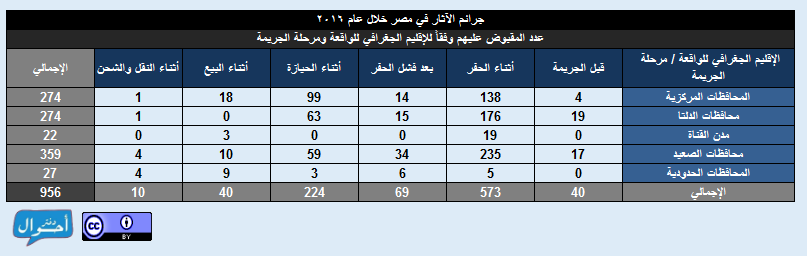 جرائم الآثار في مصر خلال عام ٢٠١٦
عدد المقبوض عليهم وفقاً للإقليم الجغرافي للواقعة ومرحلة الجريمة
الإقليم الجغرافي للواقعة / مرحلة الجريمة قبل الجريمة أثناء الحفر بعد فشل الحفر أثناء الحيازة أثناء البيع أثناء النقل والشحن الإجمالي
المحافظات المركزية 4 138 14 99 18 1 274
محافظات الدلتا 19 176 15 63 0 1 274
مدن القناة 0 19 0 0 3 0 22
محافظات الصعيد 17 235 34 59 10 4 359
المحافظات الحدودية 0 5 6 3 9 4 27
الإجمالي 40 573 69 224 40 10 956
دفتر أحوال
cc BY